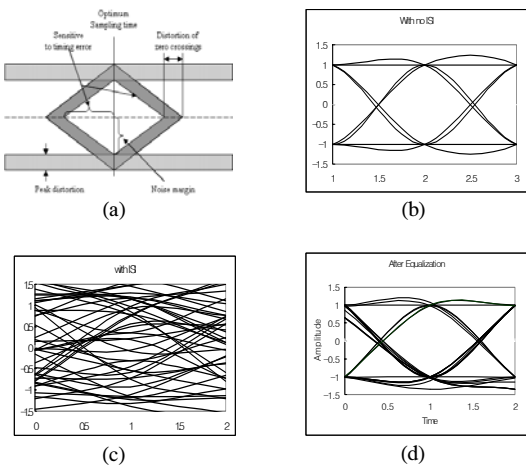 Optimum
Sampling time
Sensitive
to timing error
Distortion of
zero crossings
Peak distortion
Noise margin
(a)
With no ISI
1.5
1
0.5
0
−0.5
−1
−1.5
1 1.5 2 2.5 3
(b)
with ISI
1.5
1
0.5
0
−0.5
−1
−1.5
0 0.5 1 1.5 2
(c)
After Equalization
Amplitude
1.5
1
0.5
0
−0.5
−1
−1.5
0 0.5 1 1.5 2
Time
(d)